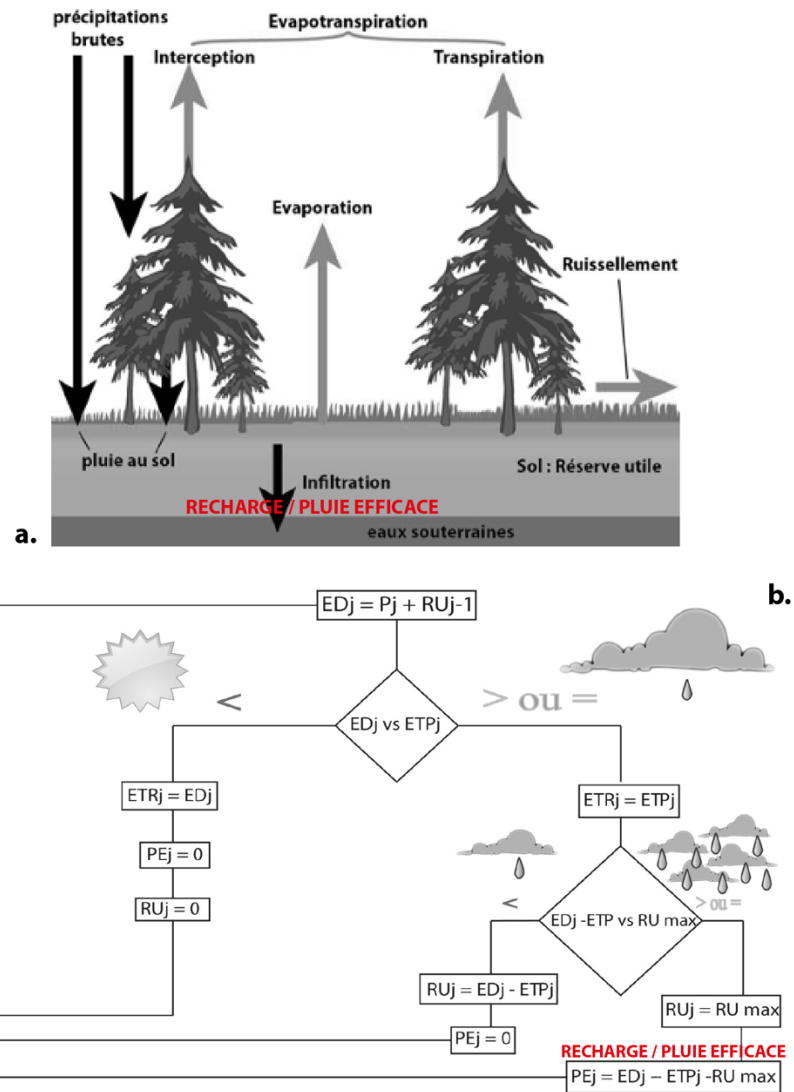 précipitations
brutes
Evapotranspiration
Interception
Transpiration
Evaporation
Ruissellement
pluie au sol
Infiltration
Sol : Réserve utile
RECHARGE / PLUIE EFFICACE
eaux souterraines
a.
b.
EDj = Pj + RUj-1
<
> ou =
EDj vs ETPj
ETRj = EDj
ETRj = ETPj
PEj = 0
RUj = 0
<
> ou =
EDj -ETP vs RU max
RUj = EDj - ETPj
RUj = RU max
PEj = 0
RECHARGE / PLUIE EFFICACE
PEj = EDj – ETPj -RU max